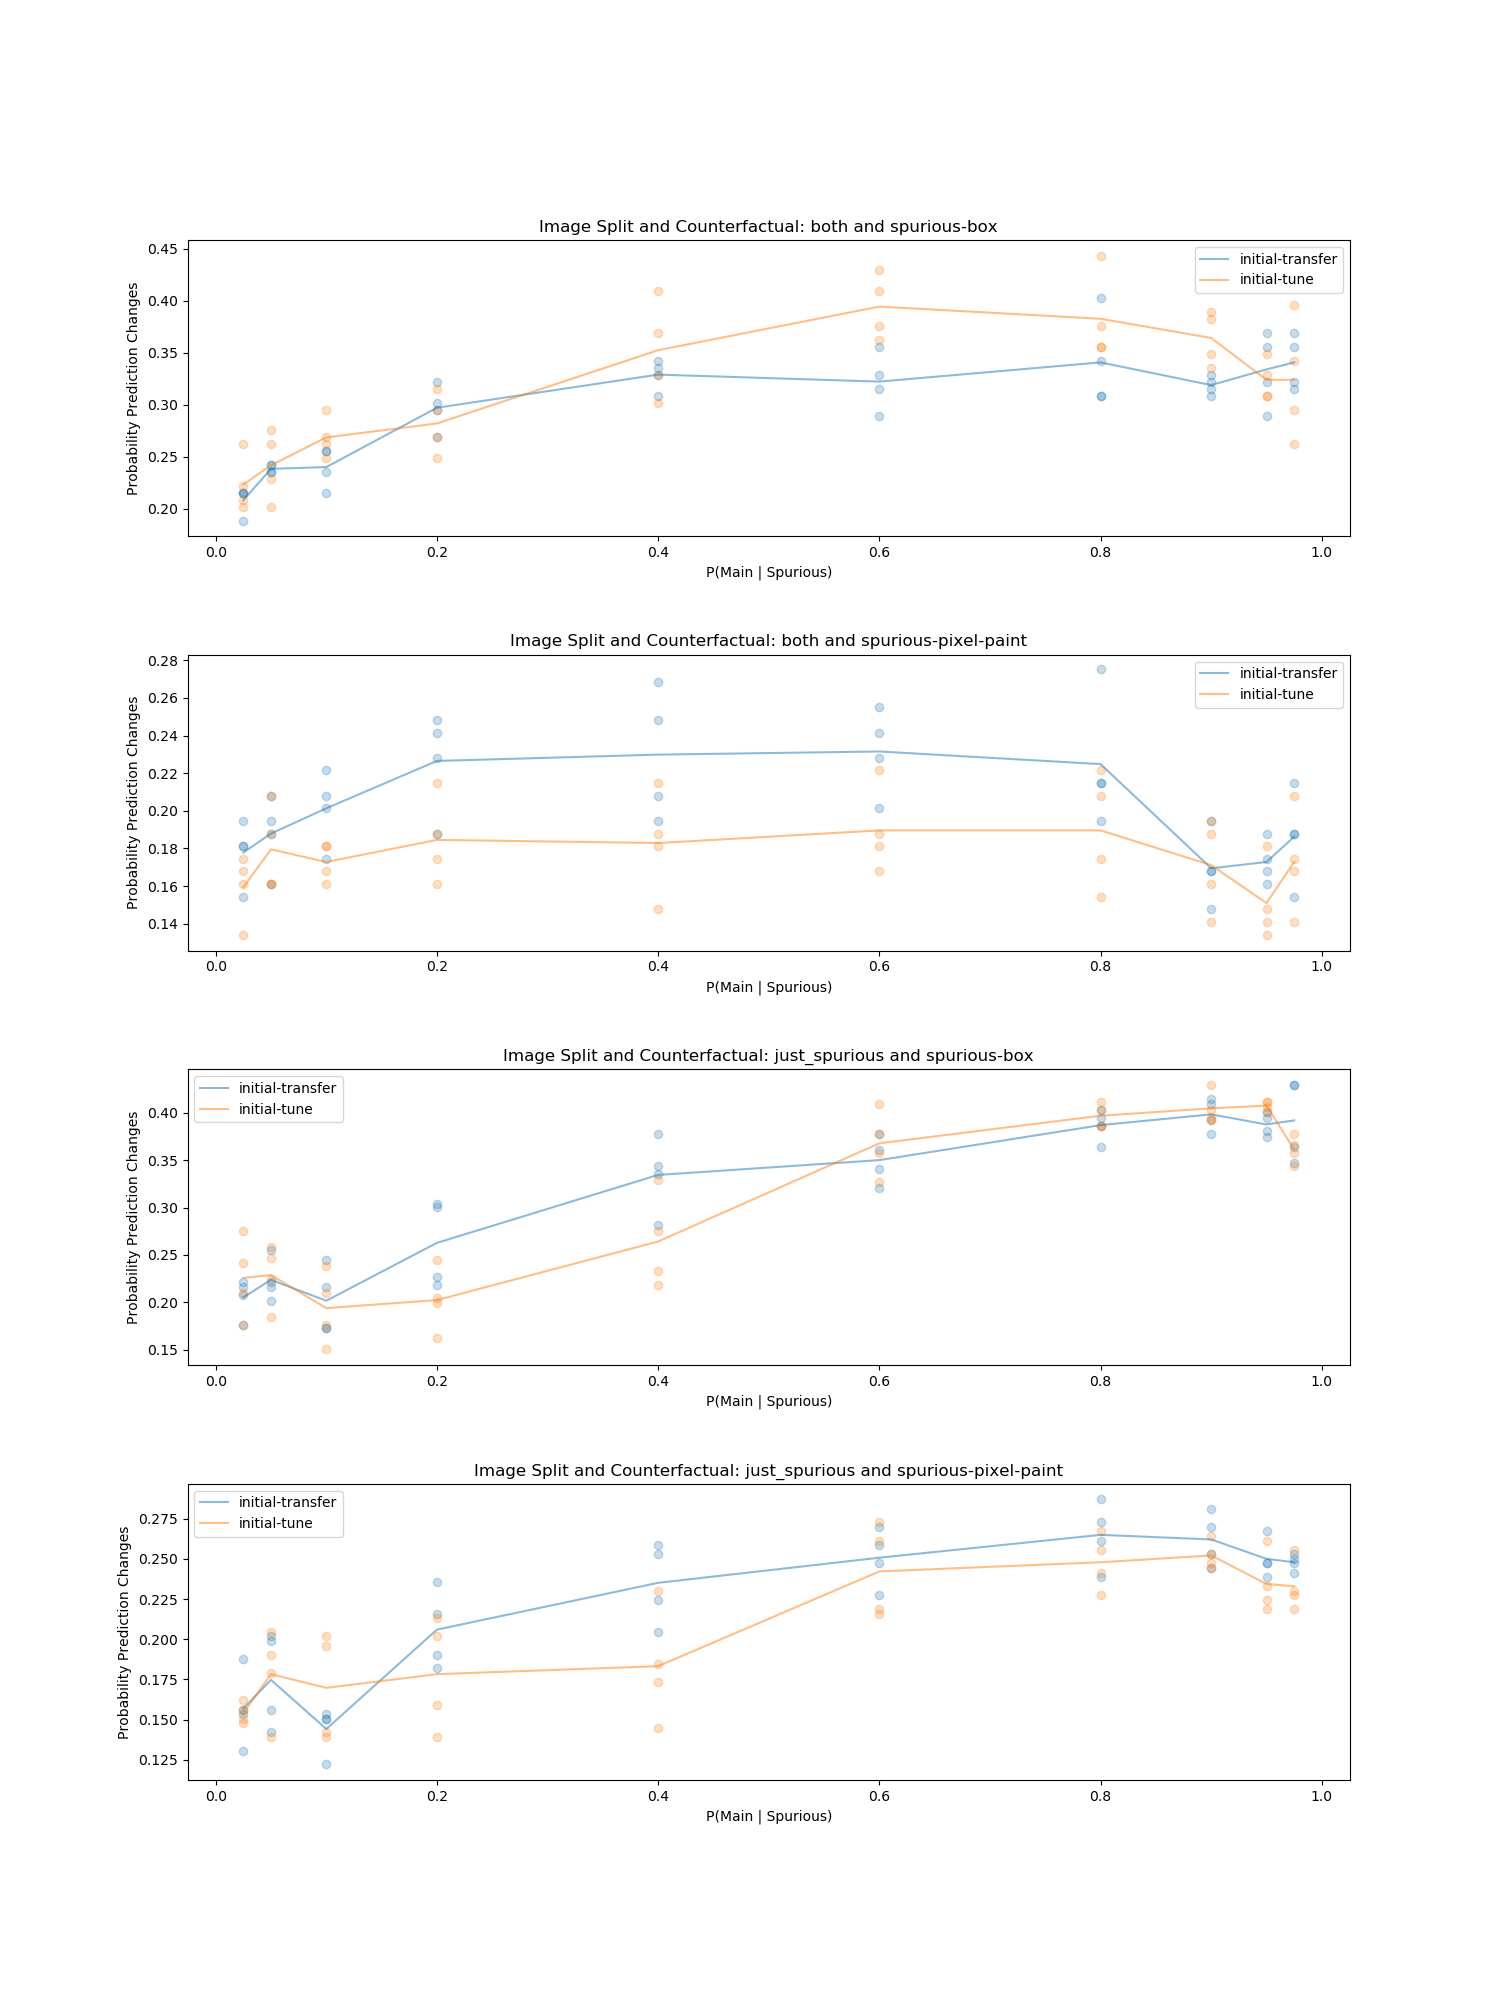 Image Split and Counterfactual: both and spurious-box
Probability Prediction Changes
0.45
0.40
0.35
0.30
0.25
0.20
initial-transfer
initial-tune
0.0 0.2 0.4 0.6 0.8 1.0
P(Main | Spurious)
Image Split and Counterfactual: both and spurious-pixel-paint
Probability Prediction Changes
0.28
0.26
0.24
0.22
0.20
0.18
0.16
0.14
initial-transfer
initial-tune
0.0 0.2 0.4 0.6 0.8 1.0
P(Main | Spurious)
Image Split and Counterfactual: just_spurious and spurious-box
Probability Prediction Changes
0.40
0.35
0.30
0.25
0.20
0.15
initial-transfer
initial-tune
0.0 0.2 0.4 0.6 0.8 1.0
P(Main | Spurious)
Image Split and Counterfactual: just_spurious and spurious-pixel-paint
Probability Prediction Changes
0.275
0.250
0.225
0.200
0.175
0.150
0.125
initial-transfer
initial-tune
0.0 0.2 0.4 0.6 0.8 1.0
P(Main | Spurious)